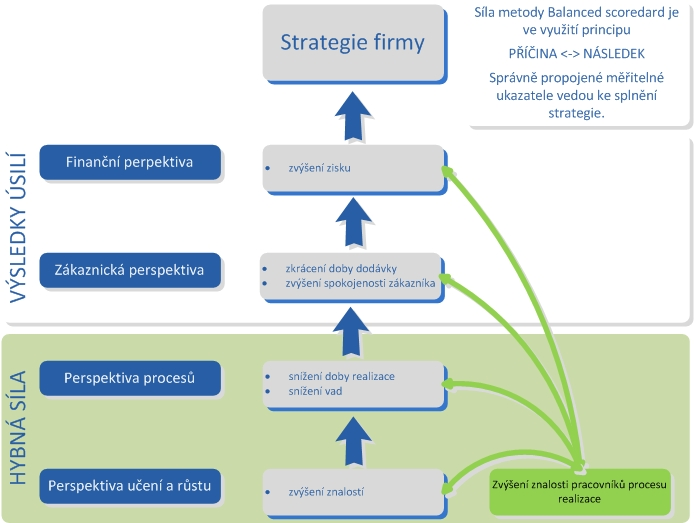 Strategie firmy
Síla metody Balanced scoredard je
ve využití principu
PŘÍČINA <-> NÁSLEDEK
Správně propojené měřitelné
ukazatele vedou ke splnění
strategie.
VÝSLEDKY ÚSILÍ
Finanční perpektiva
• zvýšení zisku
Zákaznická perspektiva
• zkrácení doby dodávky
• zvýšení spokojenosti zákazníka
HYBNÁ SÍLA
Perspektiva procesů
• snížení doby realizace
• snížení vad
Perspektiva učení a růstu
• zvýšení znalostí
Zvýšení znalosti pracovníků procesu
realizace